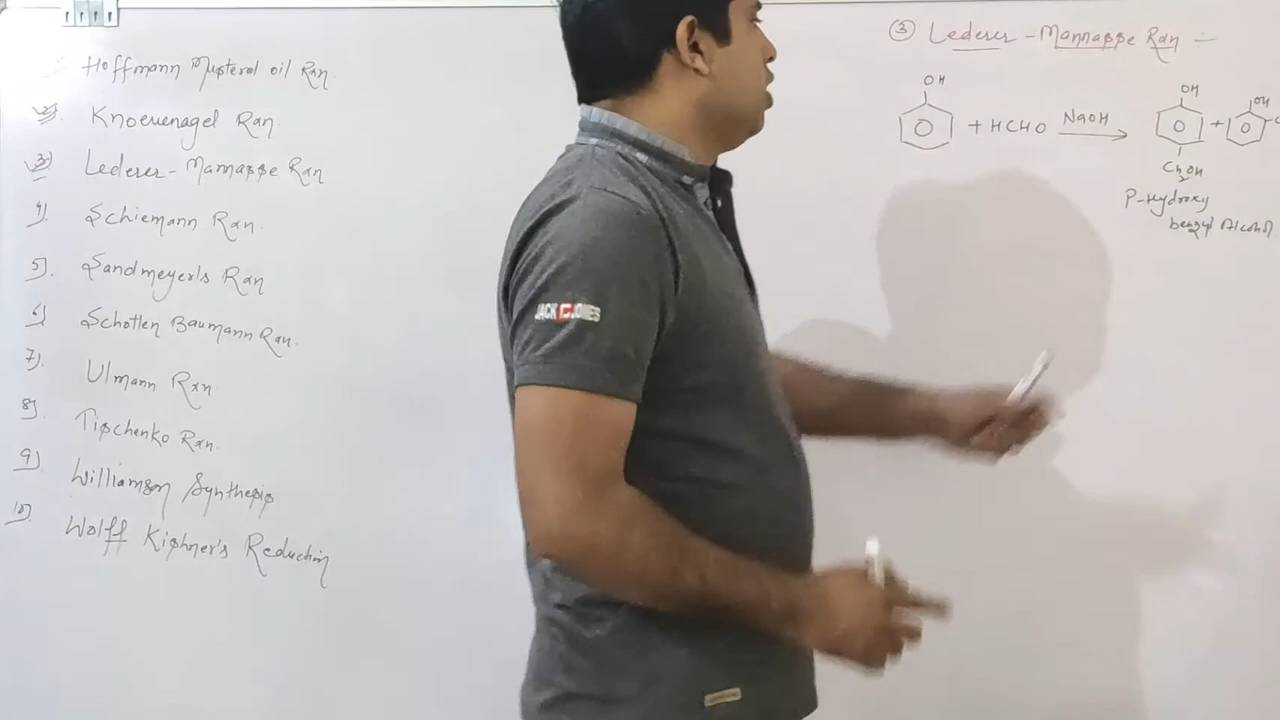 Hoffmann Musterd oil Rxn
2) Knoevenagel Rxn
3) Lederer-Mannasse Rxn
4) Schiemann Rxn.
5). Sandmeyer's Rxn
6) Schotten Baumann Rxn.
7). Ulmann Rxn
8) Tischenko Rxn.
9) Williamson Synthesis
10) Wolff Kishner's Reduction
③ Lederer-Mannasse Rxn :-
OH
+ HCHO NaOH
OH
+
OH
CH2OH
P-Hydroxy
benzyl Alcohol
JACK JONES